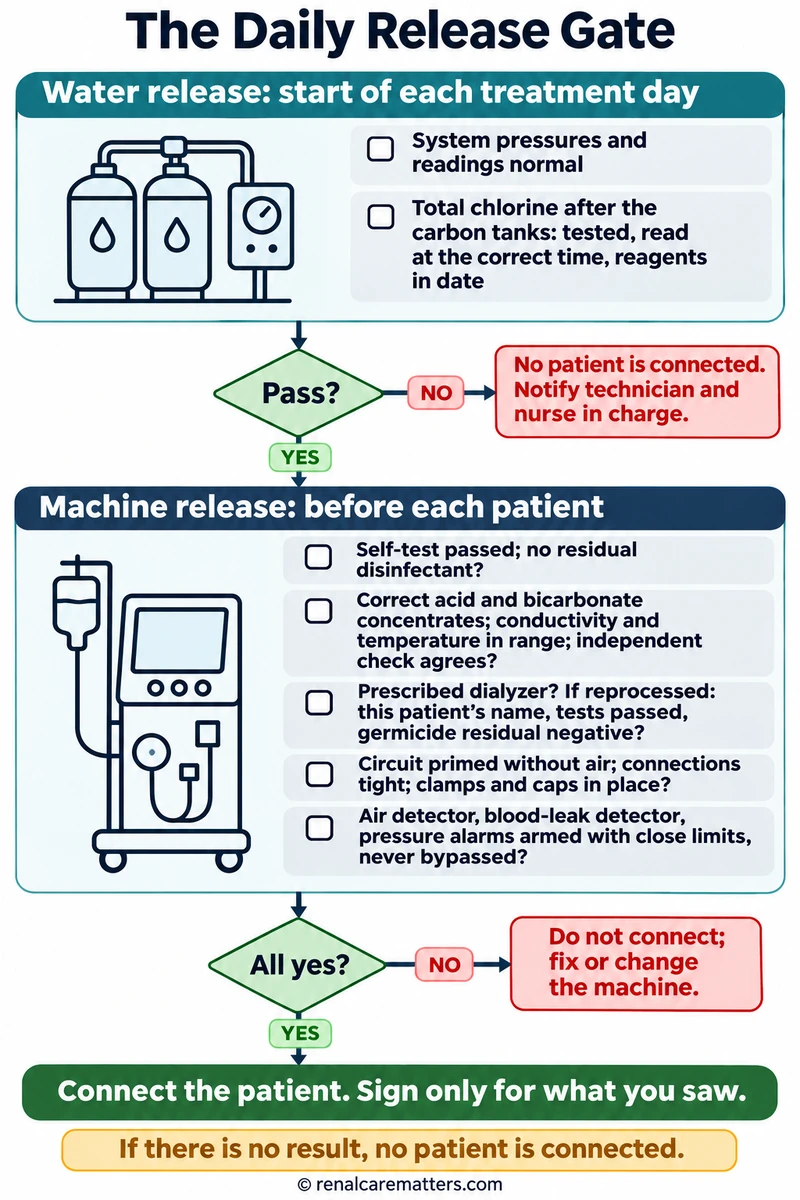 The Daily Release Gate
Water release: start of each treatment day
System pressures and
readings normal
Total chlorine after the
carbon tanks: tested, read
at the correct time, reagents
in date
Pass?
NO
No patient is connected.
Notify technician and
nurse in charge.
YES
Machine release: before each patient
Self-test passed; no residual
disinfectant?
Correct acid and bicarbonate
concentrates; conductivity and
temperature in range; independent
check agrees?
Prescribed dialyzer? If reprocessed:
this patient's name, tests passed,
germicide residual negative?
Circuit primed without air; connections
tight; clamps and caps in place?
Air detector, blood-leak detector,
pressure alarms armed with close limits,
never bypassed?
All yes?
NO
Do not connect;
fix or change
the machine.
YES
Connect the patient. Sign only for what you saw.
If there is no result, no patient is connected.
© renalcarematters.com